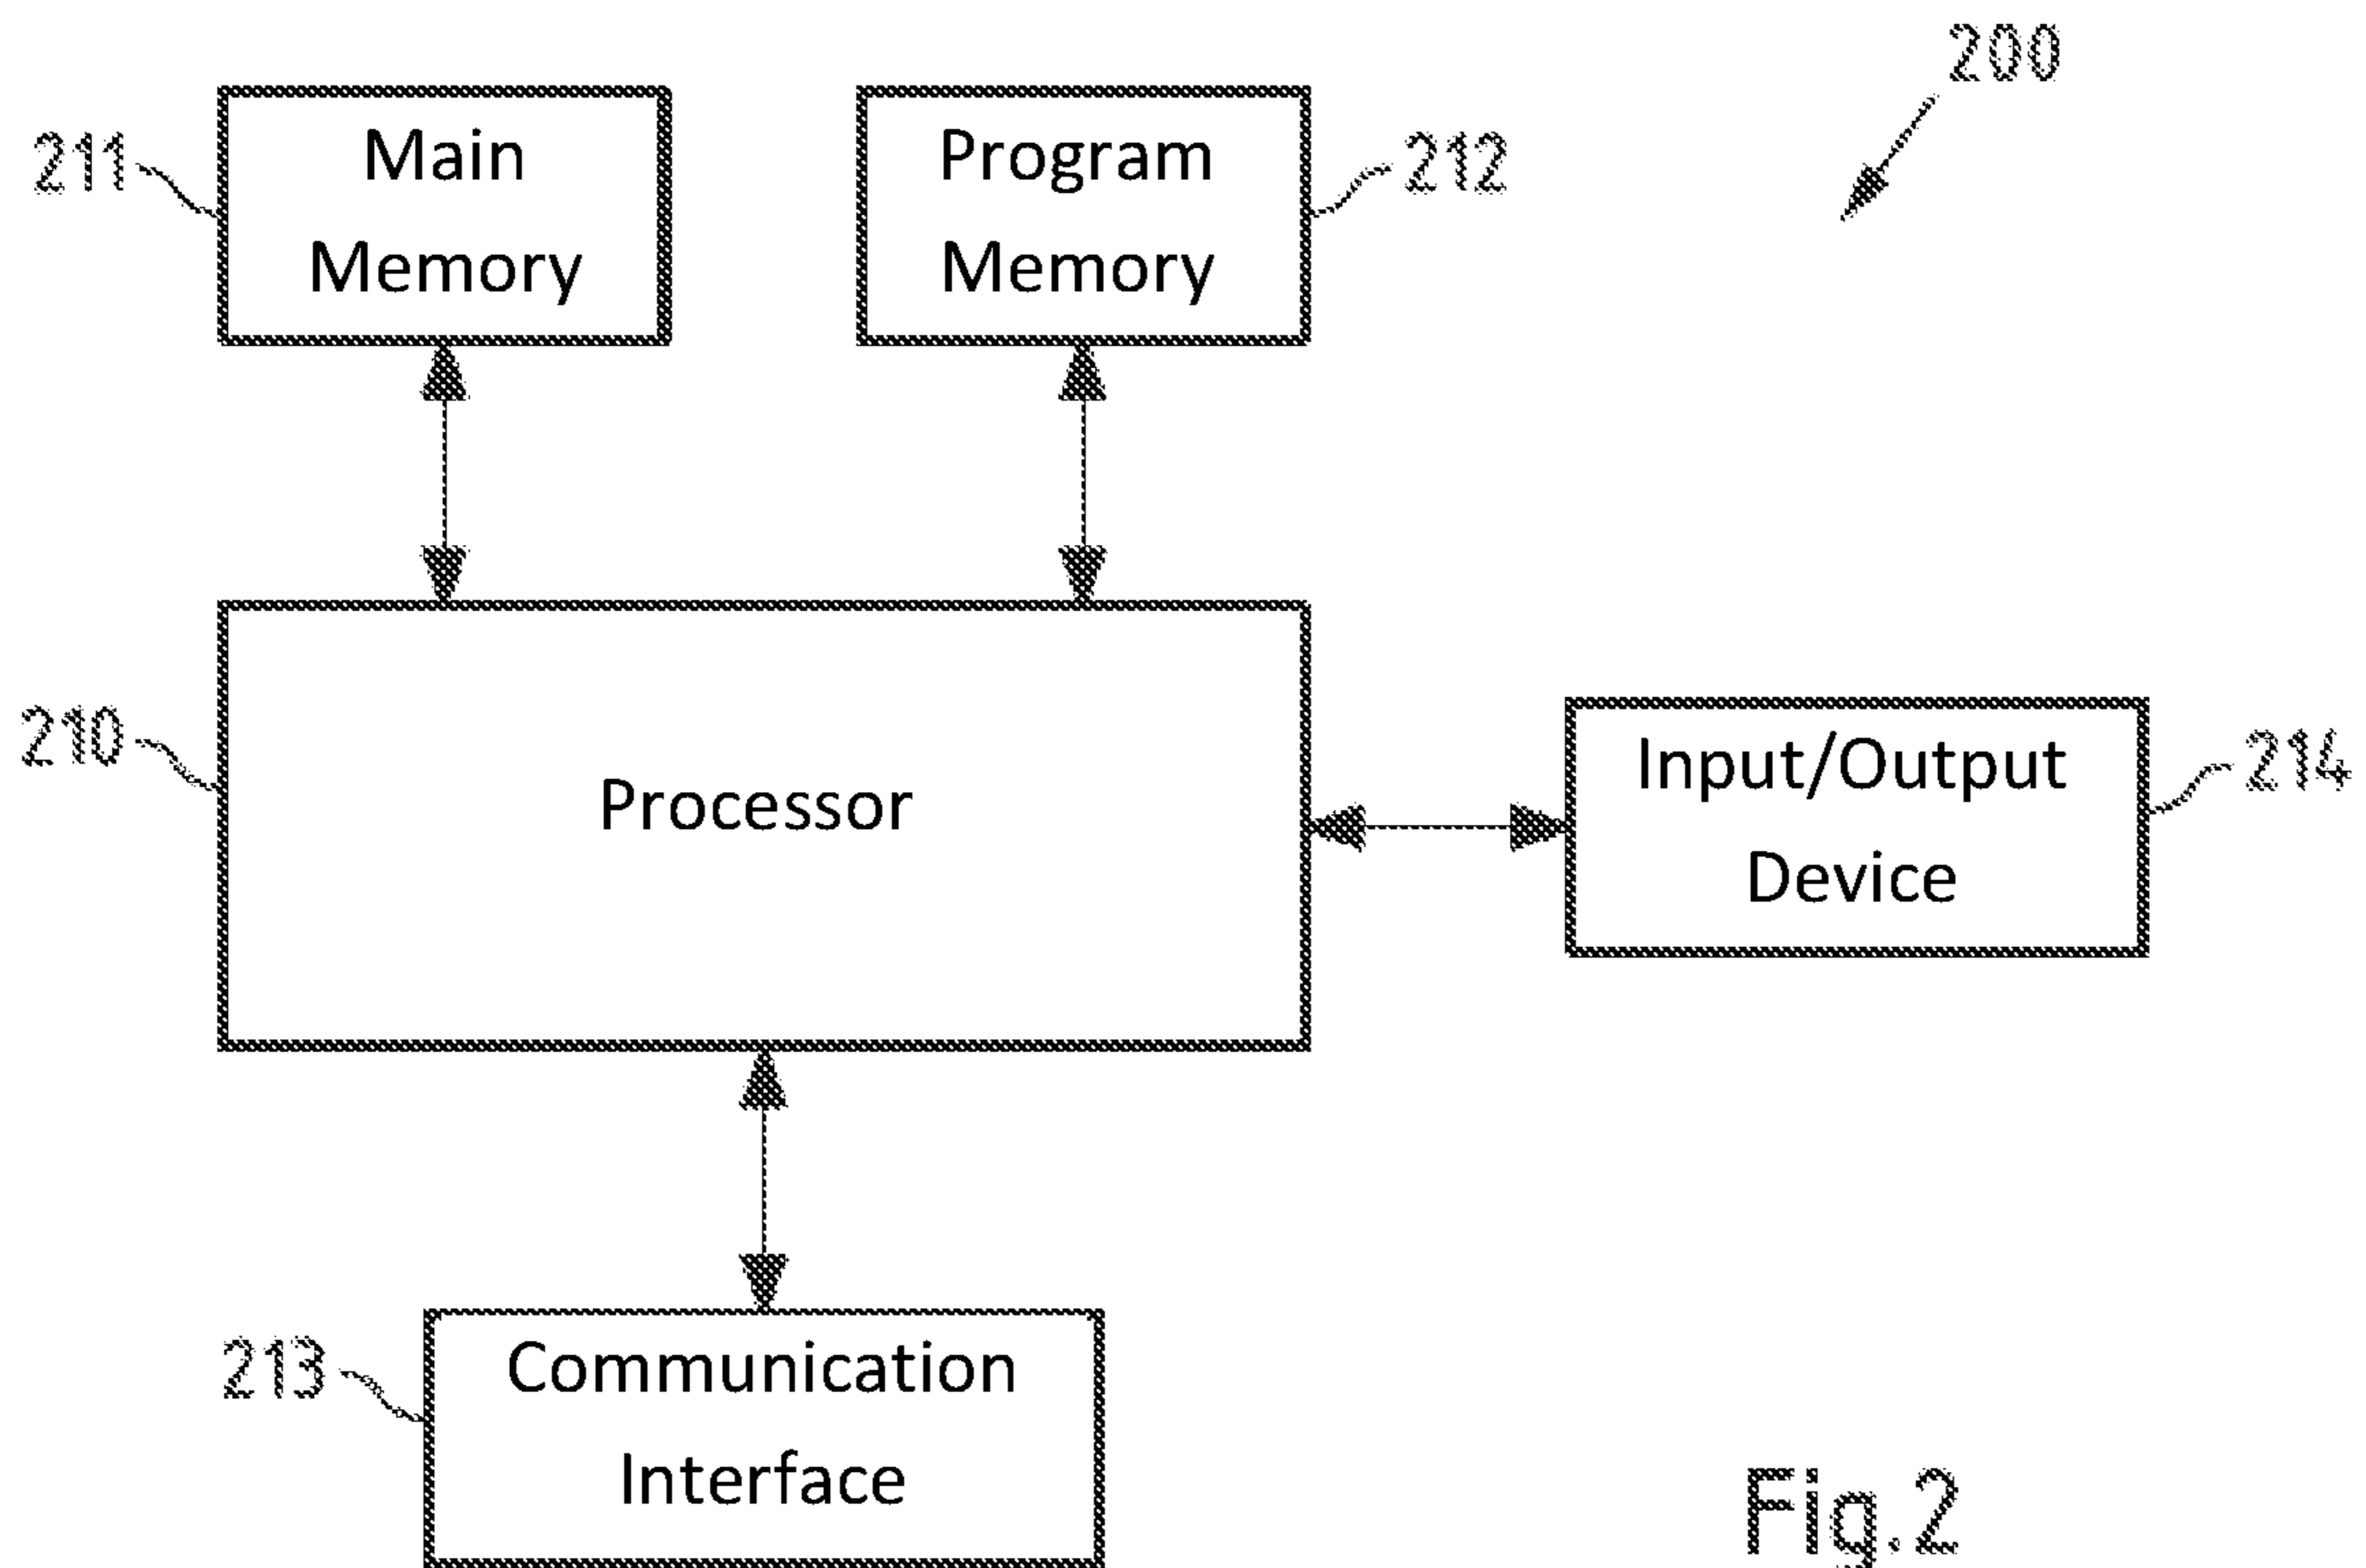 200
211
Main
Memory
Program
Memory
212
210
Processor
Input/Output
Device
214
213
Communication
Interface
Fig.2